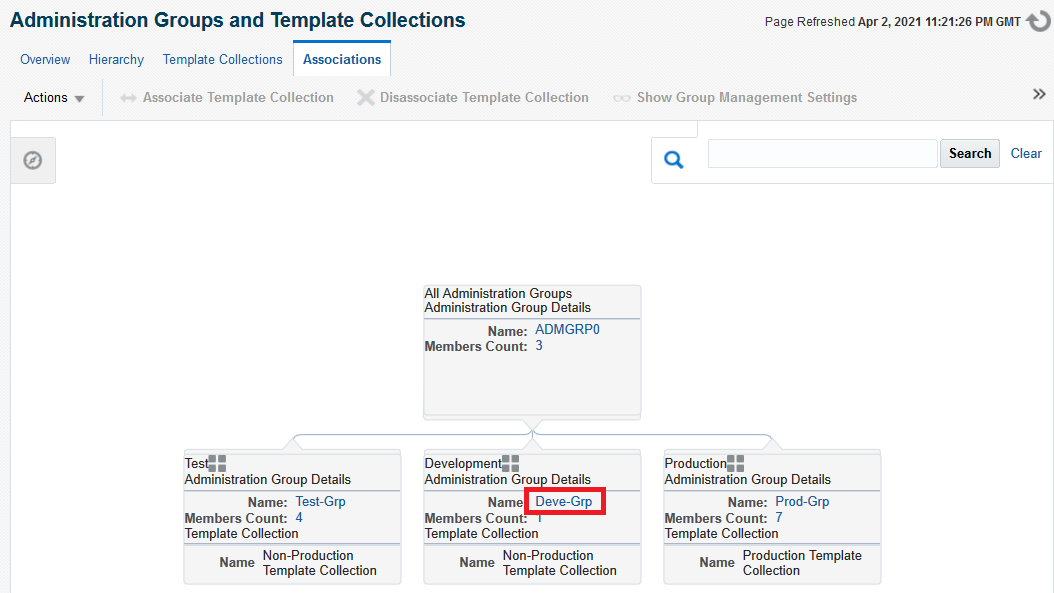 Administration Groups and Template Collections
Page Refreshed Apr 2, 2021 11:21:26 PM GMT
Overview Hierarchy Template Collections Associations
Actions Associate Template Collection Disassociate Template Collection Show Group Management Settings »
Search Clear
All Administration Groups
Administration Group Details
Name: ADMGRP0
Members Count: 3
Test
Administration Group Details
Name: Test-Grp
Members Count: 4
Template Collection
Name Non-Production
Template Collection
Development
Administration Group Details
Name Deve-Grp
Members Count: 1
Template Collection
Name Non-Production
Template Collection
Production
Administration Group Details
Name: Prod-Grp
Members Count: 7
Template Collection
Name Production Template
Collection